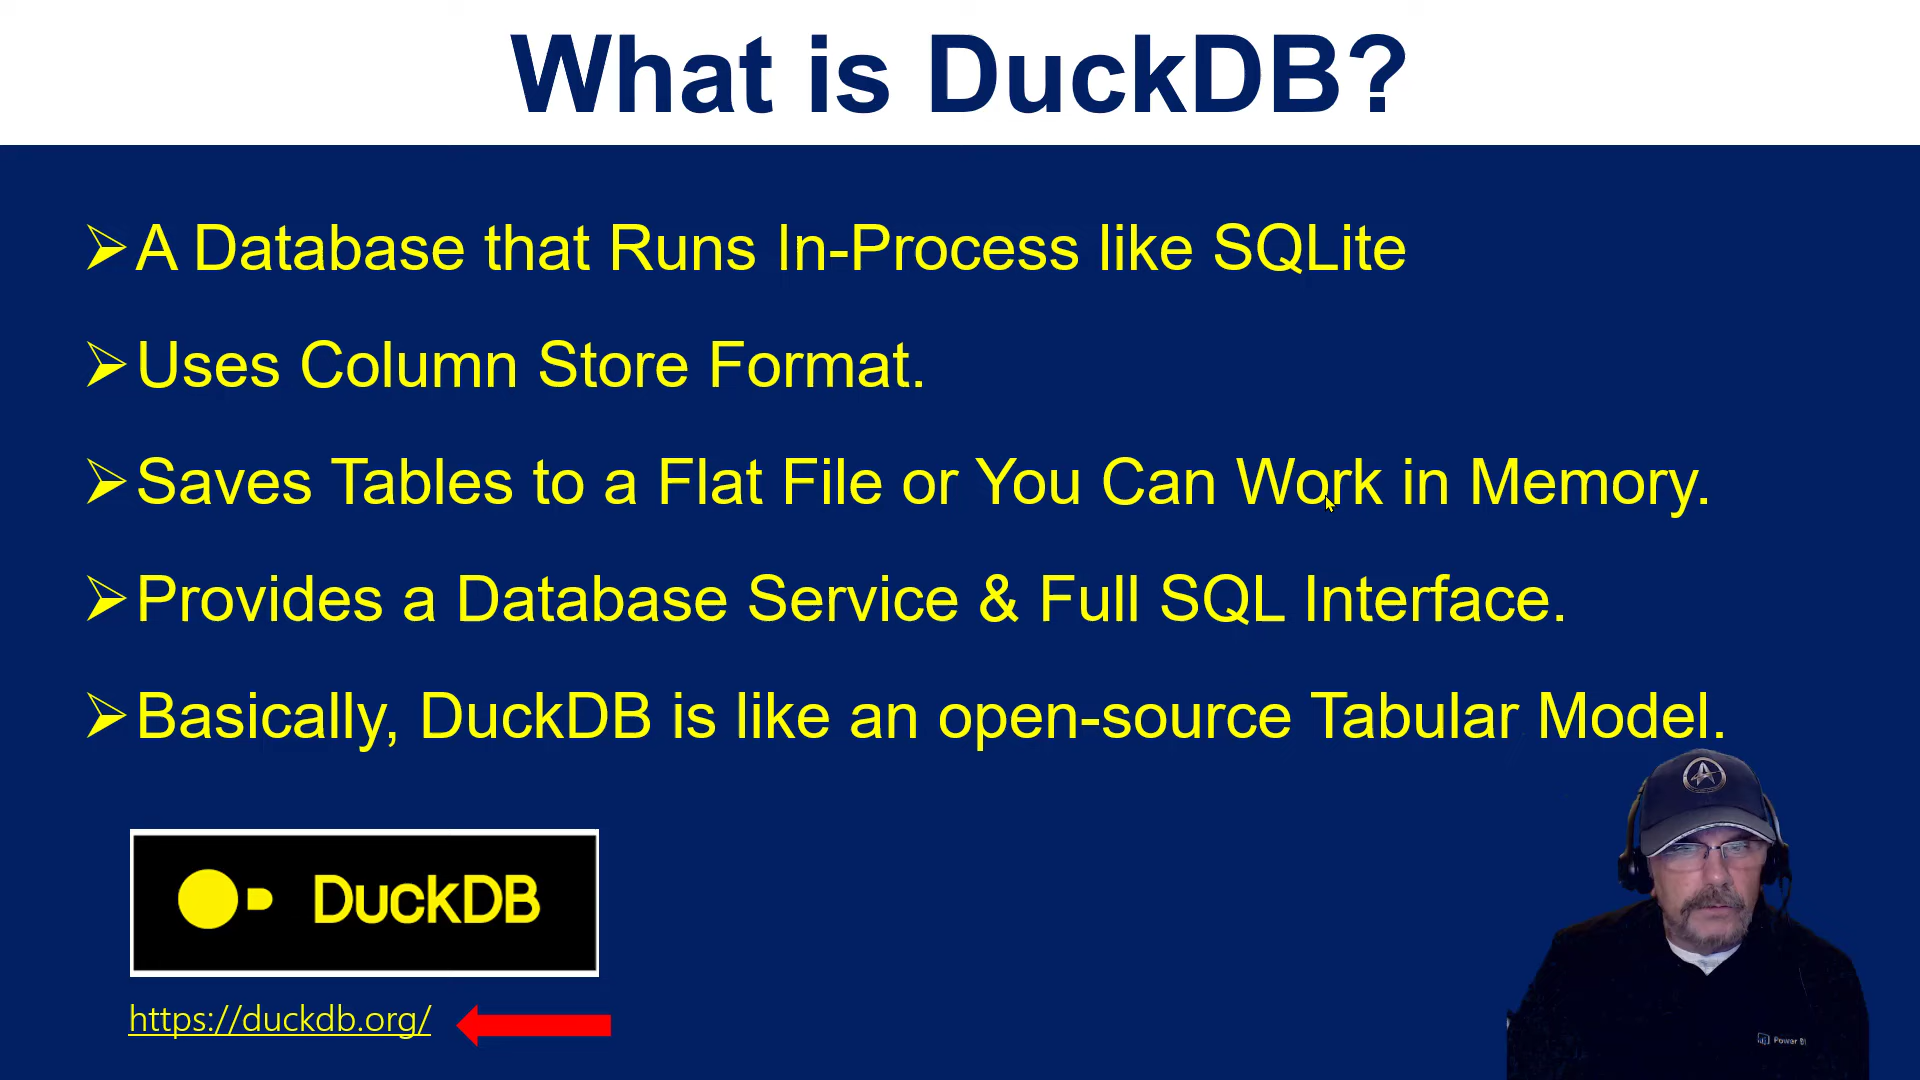 What is DuckDB?
A Database that Runs In-Process like SQLite
Uses Column Store Format.
Saves Tables to a Flat File or You Can Work in Memory.
Provides a Database Service & Full SQL Interface.
Basically, DuckDB is like an open-source Tabular Model.
DuckDB
https://duckdb.org/
Power BI